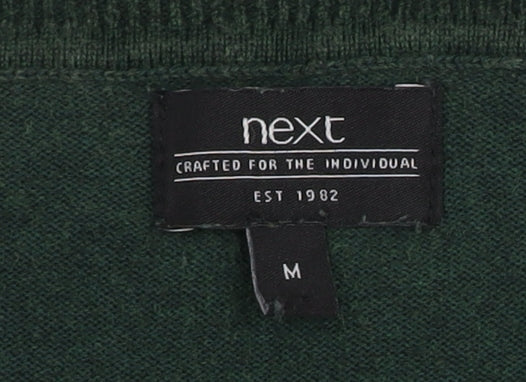 next
CRAFTED FOR THE INDIVIDUAL
EST 1982
M